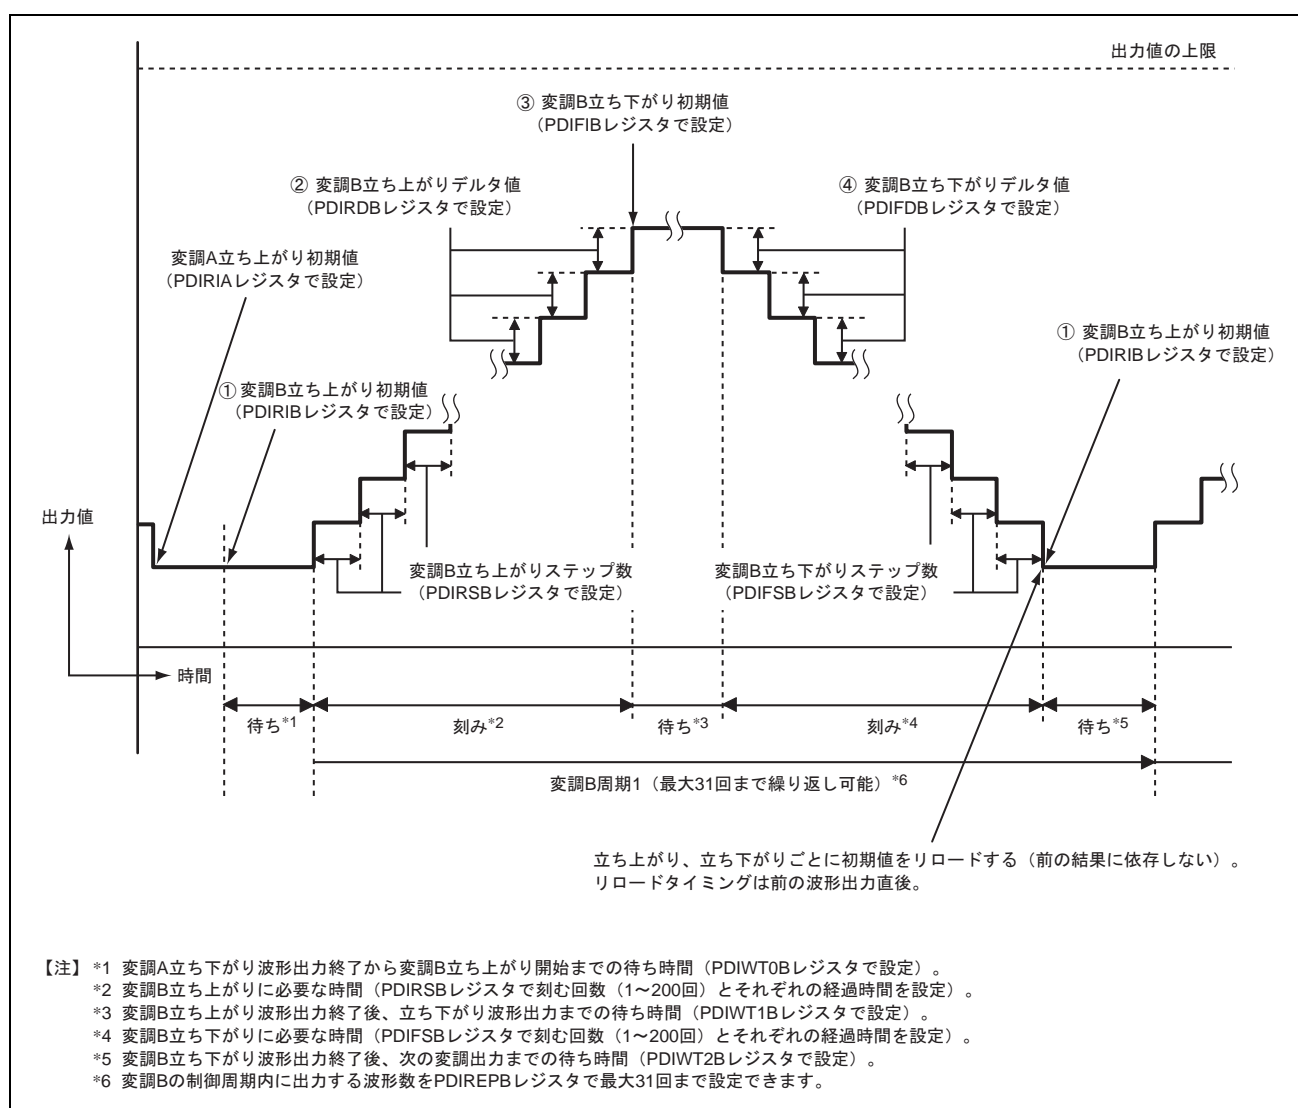 出力値の上限
③ 変調B立ち下がり初期値
（PDIFIBレジスタで設定）
② 変調B立ち上がりデルタ値
（PDIRDBレジスタで設定）
④ 変調B立ち下がりデルタ値
（PDIFDBレジスタで設定）
変調A立ち上がり初期値
（PDIRIAレジスタで設定）
① 変調B立ち上がり初期値
（PDIRIBレジスタで設定）
① 変調B立ち上がり初期値
（PDIRIBレジスタで設定）
出力値
変調B立ち上がりステップ数
（PDIRSBレジスタで設定）
変調B立ち下がりステップ数
（PDIFSBレジスタで設定）
時間
待ち*1
刻み*2
待ち*3
刻み*4
待ち*5
変調B周期1（最大31回まで繰り返し可能）*6
立ち上がり、立ち下がりごとに初期値をリロードする（前の結果に依存しない）。
リロードタイミングは前の波形出力直後。
【注】 *1 変調A立ち下がり波形出力終了から変調B立ち上がり開始までの待ち時間（PDIWT0Bレジスタで設定）。
*2 変調B立ち上がりに必要な時間（PDIRSBレジスタで刻む回数（1～200回）とそれぞれの経過時間を設定）。
*3 変調B立ち上がり波形出力終了後、立ち下がり波形出力までの待ち時間（PDIWT1Bレジスタで設定）。
*4 変調B立ち下がりに必要な時間（PDIFSBレジスタで刻む回数（1～200回）とそれぞれの経過時間を設定）。
*5 変調B立ち下がり波形出力終了後、次の変調出力までの待ち時間（PDIWT2Bレジスタで設定）。
*6 変調Bの制御周期内に出力する波形数をPDIREPBレジスタで最大31回まで設定できます。